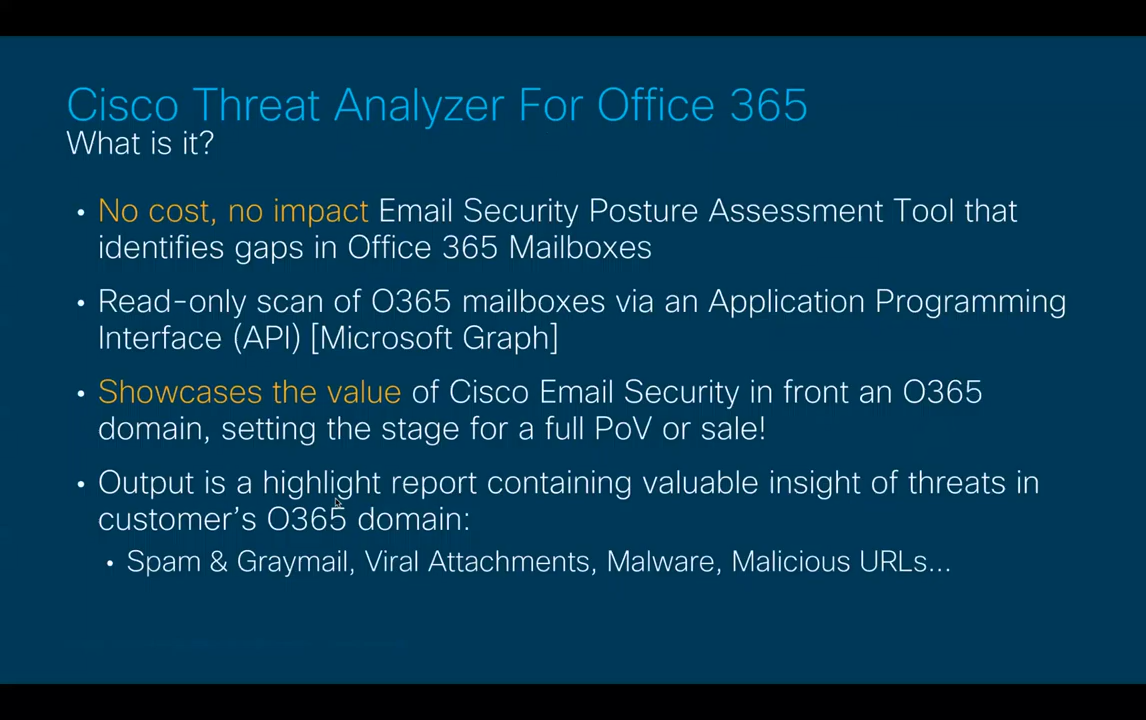 Cisco Threat Analyzer For Office 365
What is it?
• No cost, no impact Email Security Posture Assessment Tool that
identifies gaps in Office 365 Mailboxes
• Read-only scan of O365 mailboxes via an Application Programming
Interface (API) [Microsoft Graph]
• Showcases the value of Cisco Email Security in front an O365
domain, setting the stage for a full PoV or sale!
• Output is a highlight report containing valuable insight of threats in
customer's O365 domain:
• Spam & Graymail, Viral Attachments, Malware, Malicious URLs...